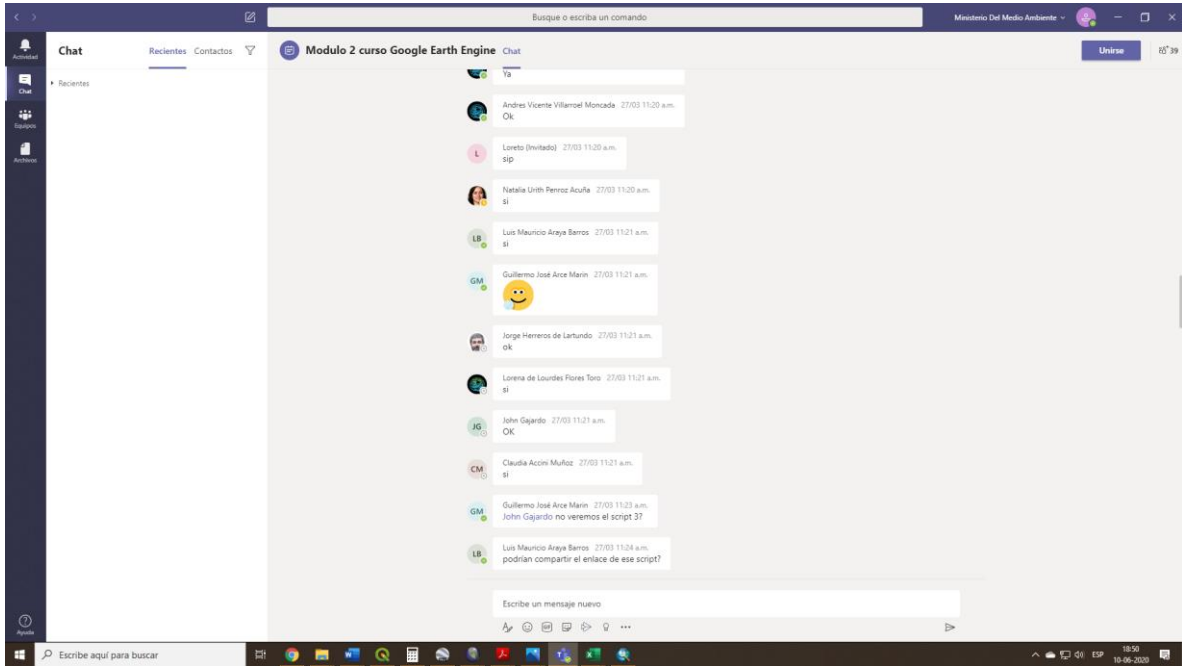 Busque o escriba un comando
Ministerio Del Medio Ambiente
Actividad
Chat
Equipos
Archivos
Ayuda
Chat
Recientes Contactos
Recientes
Modulo 2 curso Google Earth Engine Chat
Unirse
39
Ya
Andres Vicente Villarroel Moncada 27/03 11:20 a.m.
Ok
L
Loreto (Invitado) 27/03 11:20 a.m.
sip
Natalia Urith Penroz Acuña 27/03 11:20 a.m.
si
LB
Luis Mauricio Araya Barros 27/03 11:21 a.m.
si
GM
Guillermo José Arce Marin 27/03 11:21 a.m.
Jorge Herreros de Lartundo 27/03 11:21 a.m.
ok
Lorena de Lourdes Flores Toro 27/03 11:21 a.m.
si
JG
John Gajardo 27/03 11:21 a.m.
OK
CM
Claudia Accini Muñoz 27/03 11:21 a.m.
si
GM
Guillermo José Arce Marin 27/03 11:23 a.m.
John Gajardo no veremos el script 3?
LB
Luis Mauricio Araya Barros 27/03 11:24 a.m.
podrían compartir el enlace de ese script?
Escribe un mensaje nuevo
GIF
Escribe aquí para buscar
ESP
18:50
10-06-2020